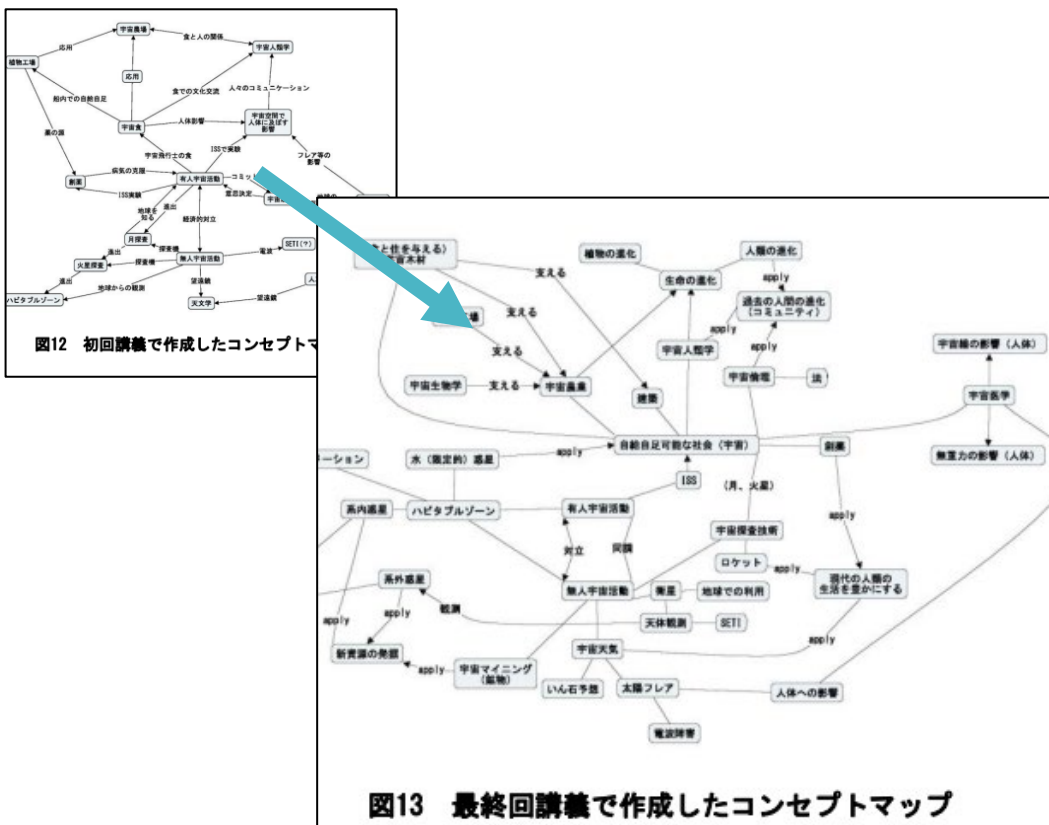 宇宙農場
応用
食と人の関係
宇宙人類学
植物工場
応用
船内での自給自足
食での文化交流
人々のコミュニケーション
宇宙食
人体影響
宇宙空間で
人体に及ぼす
影響
薬の源
宇宙飛行士の食
ISSで実験
フレア等の
影響
創薬
病気の克服
有人宇宙活動
コミッ
ISS実験
意思決定
地球を
知る
進出
経済的対立
月探査
進出
探査機
火星探査
探査機
無人宇宙活動
電波
SETI(?)
進出
地球からの観測
望遠鏡
ハビタブルゾーン
天文学
望遠鏡
図12 初回講義で作成したコンセプトマ
と住を与える)
宇宙木材
支える
植物の進化
人類の進化
生命の進化
apply
場
支える
過去の人間の進化
(コミュニティ)
支える
宇宙人類学
apply
apply
宇宙線の影響(人体)
宇宙生物学
支える
宇宙農業
宇宙倫理
法
建築
宇宙医学
自給自足可能な社会(宇宙)
創薬
無重力の影響(人体)
ーション
水(限定的)惑星
apply
ISS
(月、火星)
系内惑星
ハビタブルゾーン
有人宇宙活動
apply
宇宙探査技術
対立
同調
ロケット
apply
現代の人類の
生活を豊かにする
系外惑星
無人宇宙活動
衛星
地球での利用
観測
天体観測
SETI
apply
apply
apply
新資源の発掘
apply
宇宙マイニング
(鉱物)
宇宙天気
いん石予想
太陽フレア
人体への影響
電波障害
図13 最終回講義で作成したコンセプトマップ